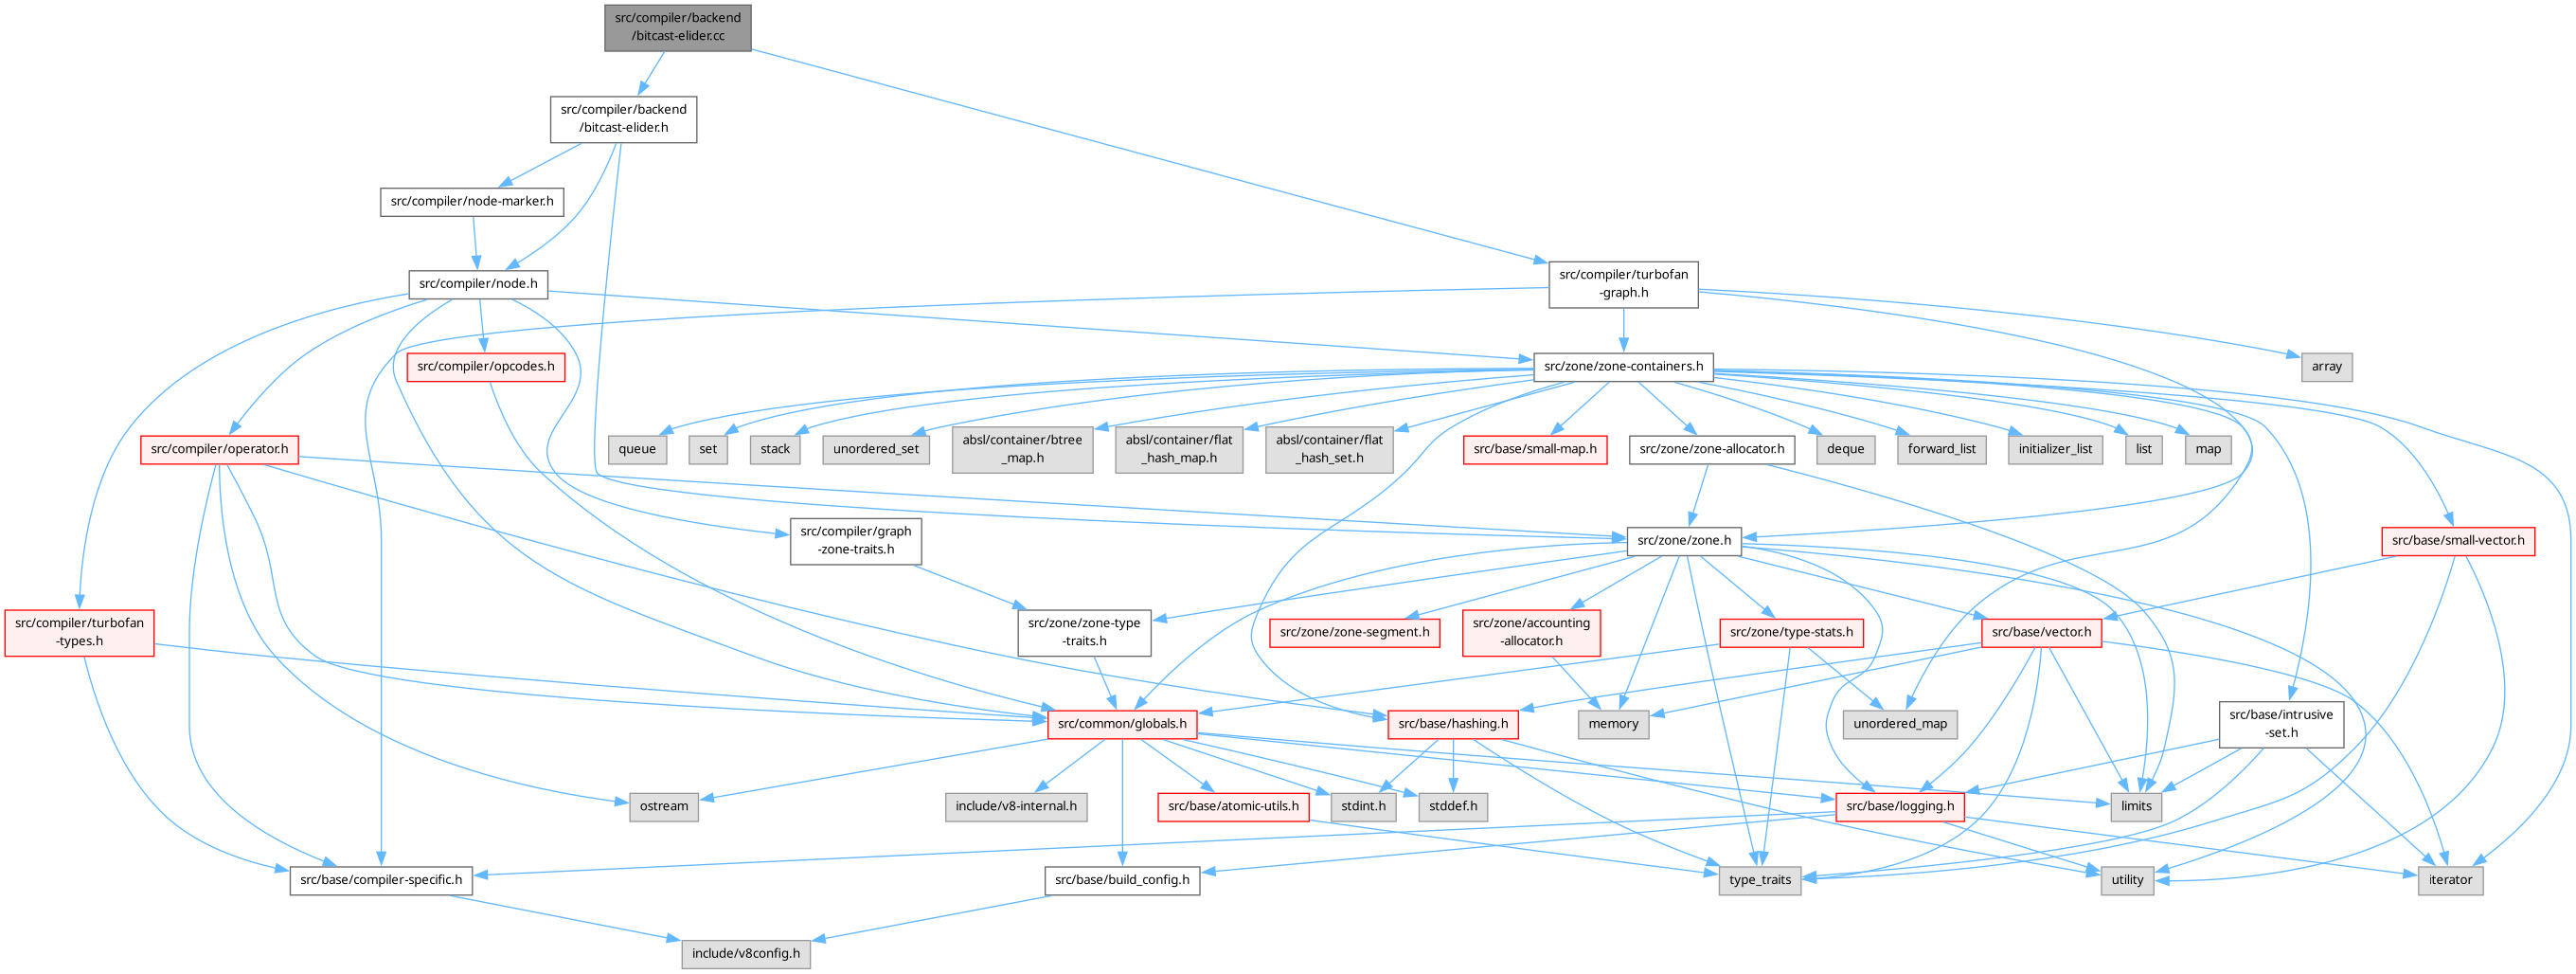 src/compiler/backend
/bitcast-elider.cc
src/compiler/backend
/bitcast-elider.h
src/compiler/node-marker.h
src/compiler/node.h
src/compiler/turbofan
-graph.h
src/compiler/opcodes.h
src/zone/zone-containers.h
array
src/compiler/operator.h
queue
set
stack
unordered_set
absl/container/btree
_map.h
absl/container/flat
_hash_map.h
absl/container/flat
_hash_set.h
src/base/small-map.h
src/zone/zone-allocator.h
deque
forward_list
initializer_list
list
map
src/compiler/graph
-zone-traits.h
src/zone/zone.h
src/base/small-vector.h
src/compiler/turbofan
-types.h
src/zone/zone-type
-traits.h
src/zone/zone-segment.h
src/zone/accounting
-allocator.h
src/zone/type-stats.h
src/base/vector.h
src/common/globals.h
src/base/hashing.h
memory
unordered_map
src/base/intrusive
-set.h
ostream
include/v8-internal.h
src/base/atomic-utils.h
stdint.h
stddef.h
src/base/logging.h
limits
src/base/compiler-specific.h
src/base/build_config.h
type_traits
utility
iterator
include/v8config.h